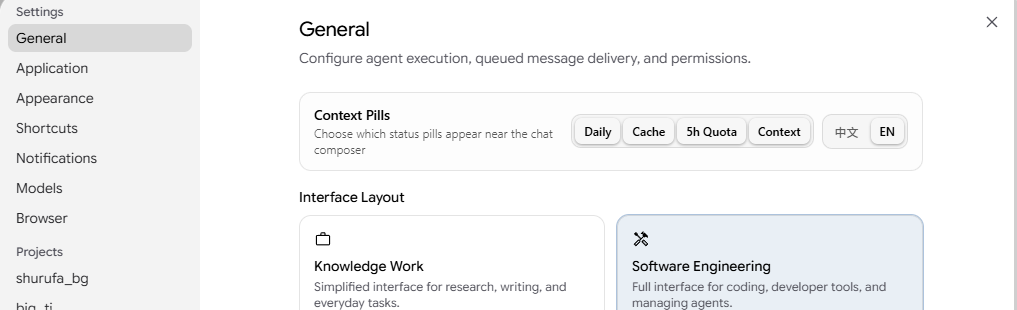 Settings
General
Application
Appearance
Shortcuts
Notifications
Models
Browser
Projects
shurufa_bg
General
Configure agent execution, queued message delivery, and permissions.
Context Pills
Choose which status pills appear near the chat
composer
Daily Cache 5h Quota Context 中文 EN
Interface Layout
Knowledge Work
Simplified interface for research, writing, and
everyday tasks.
Software Engineering
Full interface for coding, developer tools, and
managing agents.